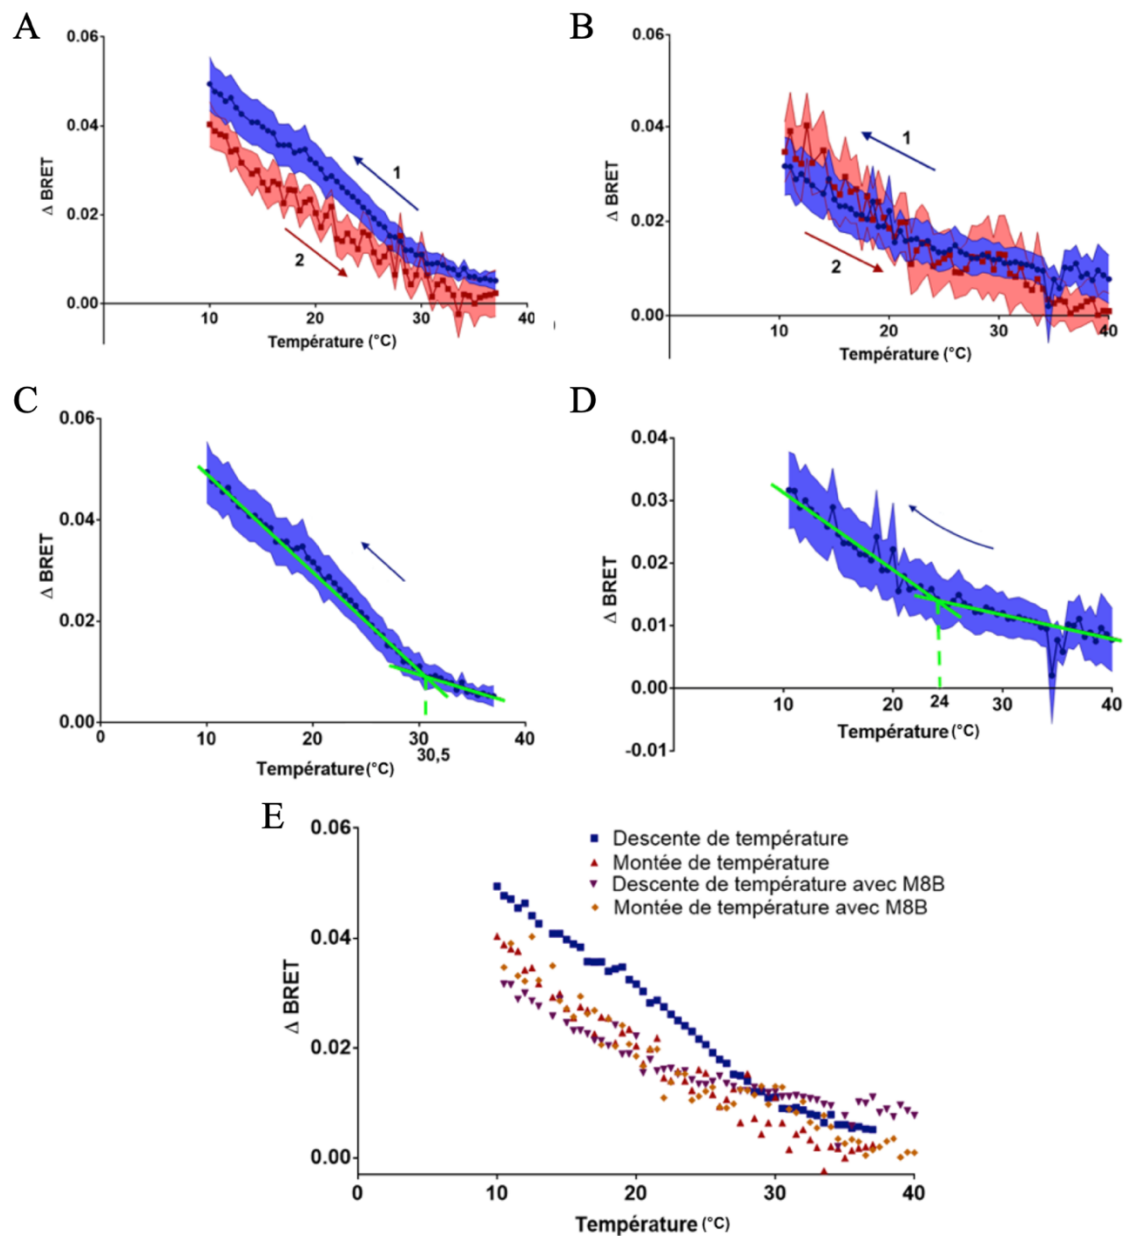 A
0.06
Δ BRET
0.04
0.02
0.00
1
2
10
20
30
40
Température (°C)
B
0.06
Δ BRET
0.04
0.02
0.00
1
2
10
20
30
40
Température (°C)
C
0.06
Δ BRET
0.04
0.02
0.00
0
10
20
30
40
30,5
Température(°C)
D
0.04
0.03
Δ BRET
0.02
0.01
0.00
-0.01
10
20
24
30
40
Température(°C)
E
0.06
Δ BRET
0.04
0.02
0.00
Descente de température
Montée de température
Descente de température avec M8B
Montée de température avec M8B
0
10
20
30
40
Température (°C)